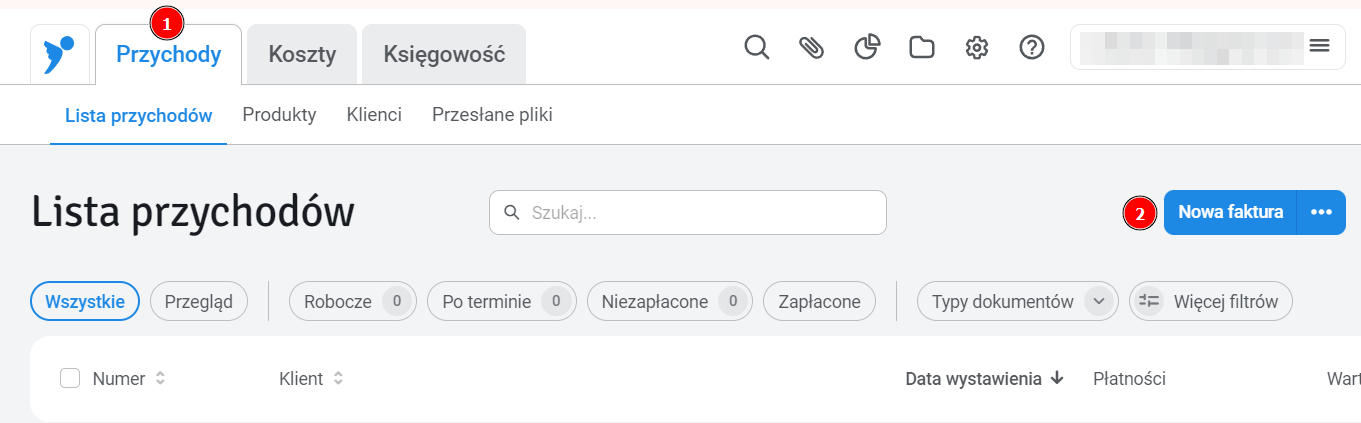 1
Przychody Koszty Księgowość
Lista przychodów Produkty Klienci Przesłane pliki
Lista przychodów Szukaj... 2 Nowa faktura •••
Wszystkie Przegląd Robocze 0 Po terminie 0 Niezapłacone 0 Zapłacone Typy dokumentów Więcej filtrów
Numer Klient Data wystawienia Płatności Wart